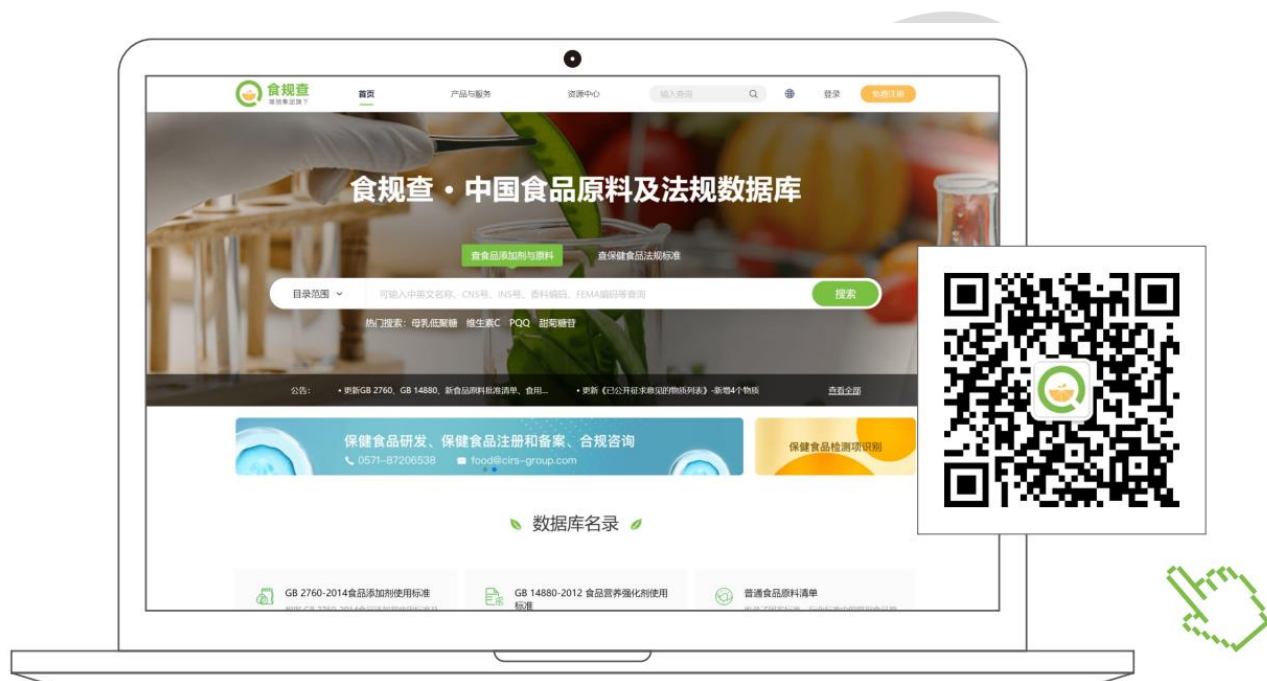 食规查
瑞旭集团旗下
首页
产品与服务
资源中心
输入查询
登录
免费注册
食规查·中国食品原料及法规数据库
查食品添加剂与原料
查保健食品法规标准
目录范围
可输入中英文名称、CNS号、INS号、香料编码、FEMA编码等查询
搜索
热门搜索：母乳低聚糖 维生素C PQQ 甜菊糖苷
公告：
•更新GB 2760、GB 14880、新食品原料批准清单、食用...
•更新《已公开征求意见的物质列表》-新增4个物质
查看全部
保健食品研发、保健食品注册和备案、合规咨询
0571-87206538
food@cirs-group.com
保健食品检测项识别
数据库名录
GB 2760-2014食品添加剂使用标准
GB 14880-2012 食品营养强化剂使用
标准
普通食品原料清单